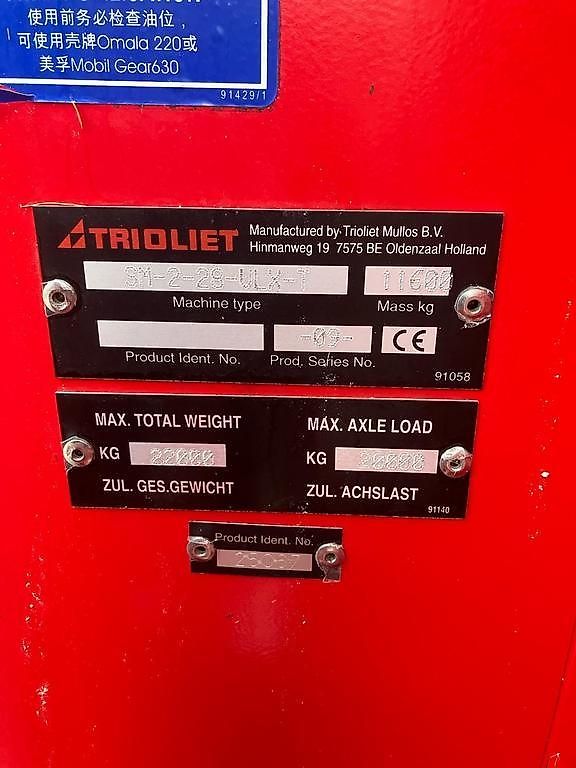 使用前务必检查油位,
可使用壳牌Omala 220或
美孚Mobil Gear630
91429/1
TRIOLIET Manufactured by Trioliet Mullos B.V.
Hinmanweg 19 7575 BE Oldenzaal Holland
SM-2-28-VLX-T 11600
Machine type Mass kg
-09- CE
Product Ident. No. Prod. Series No.
91058
MAX. TOTAL WEIGHT MAX. AXLE LOAD
KG 22000 KG 20000
ZUL. GES.GEWICHT ZUL. ACHSLAST
91140
Product Ident. No.